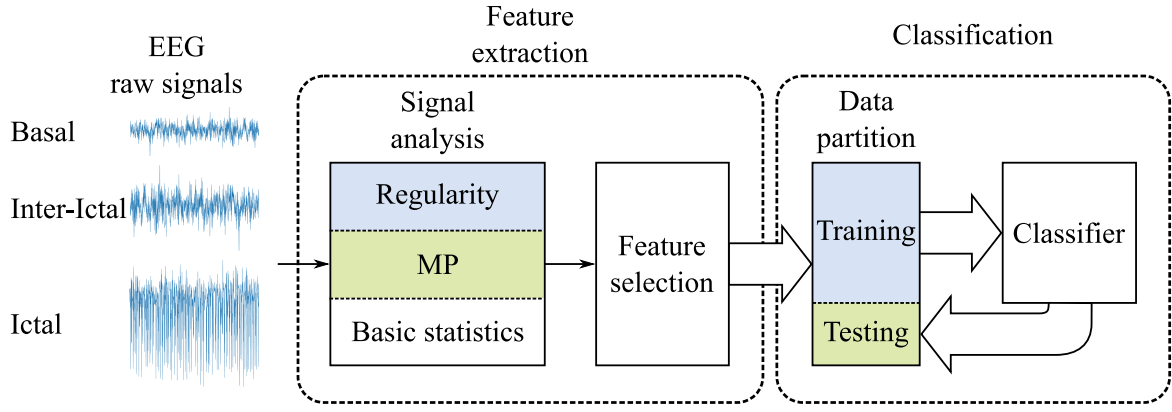 EEG
raw signals
Basal
Inter-Ictal
Ictal
Feature
extraction
Signal
analysis
Regularity
MP
Basic statistics
Feature
selection
Classification
Data
partition
Training
Testing
Classifier